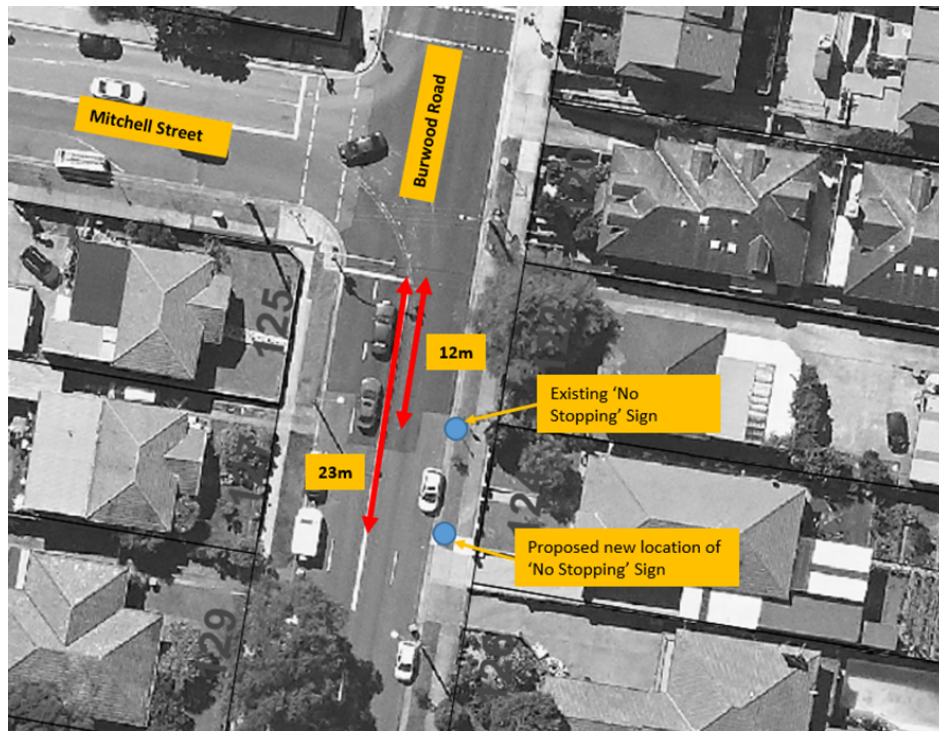 Mitchell Street
Burwood Road
125
12m
Existing ‘No
Stopping’ Sign
23m
Proposed new location of
‘No Stopping’ Sign
129